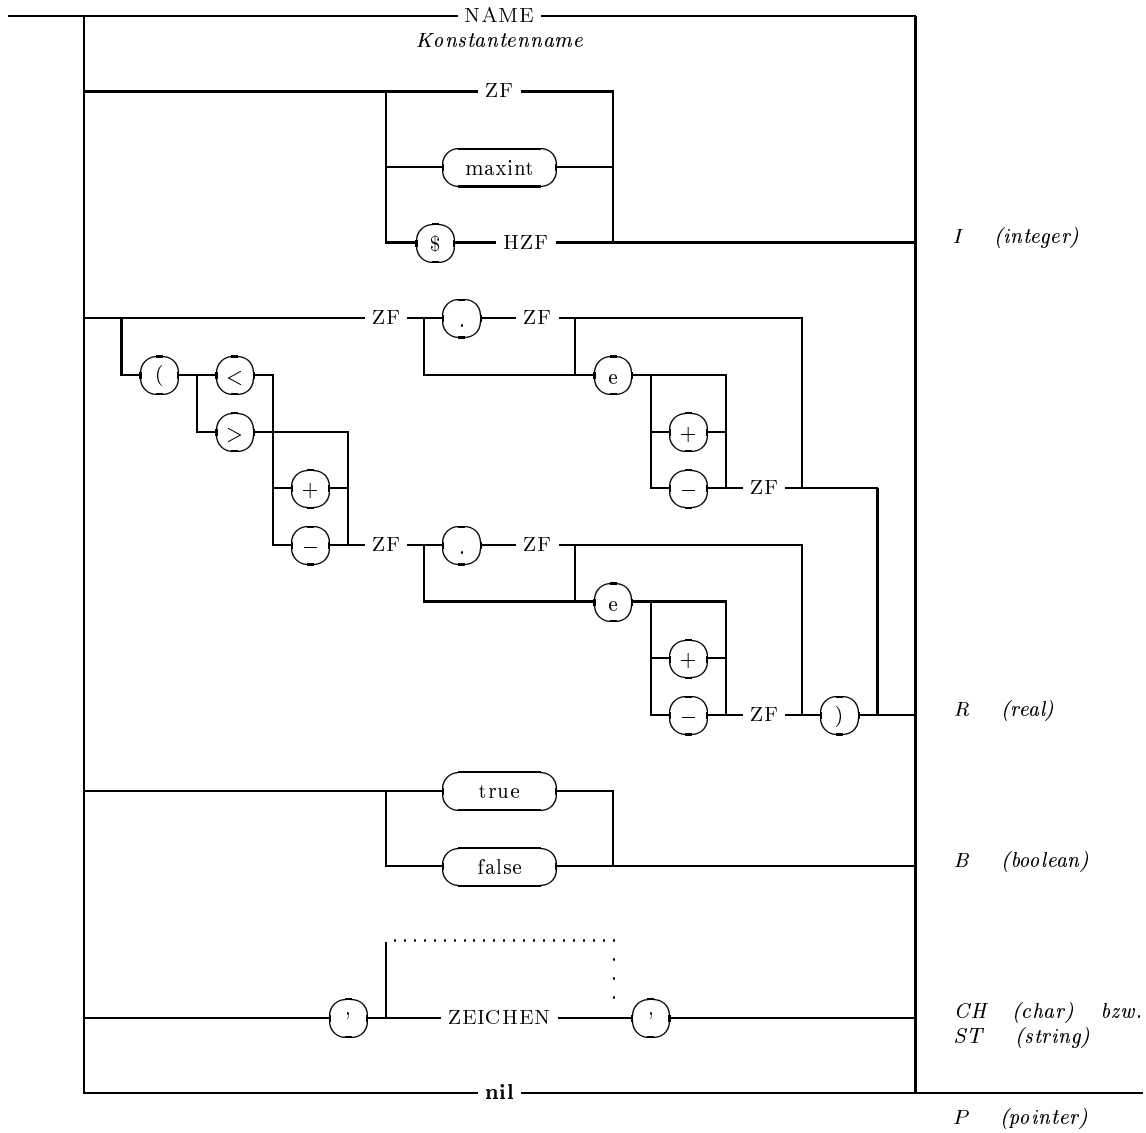 NAME
Konstantenname
ZF
maxint
$ HZF I (integer)
ZF . ZF
( < e
> +
+ − ZF
− ZF . ZF
e
+
− ZF ) R (real)
true
false B (boolean)
' ZEICHEN ' CH (char) bzw.
ST (string)
nil
P (pointer)